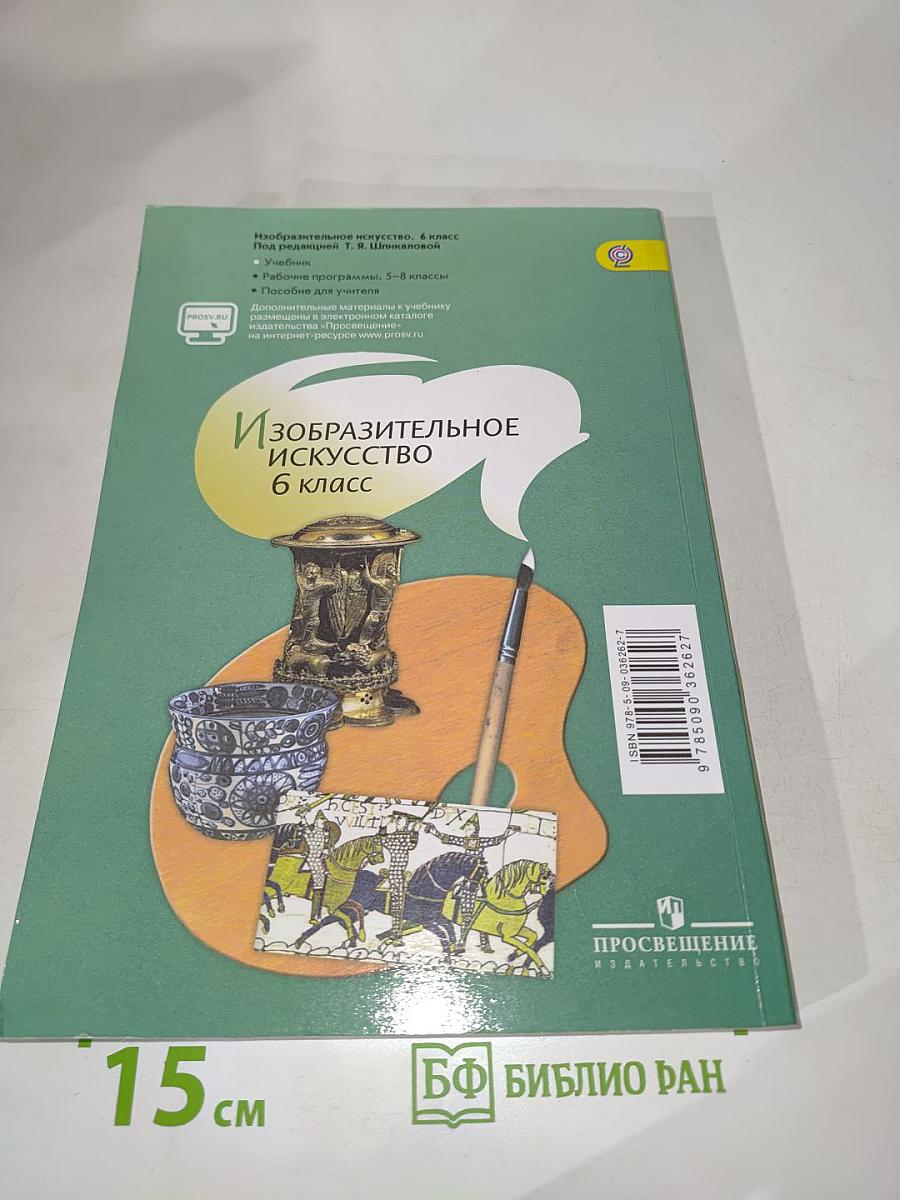 Изобразительное искусство. 6 класс
Под редакцией Т. Я. Шпикаловой
• Учебник
• Рабочие программы. 5–8 классы
• Пособие для учителя
PROSV.RU
Дополнительные материалы к учебнику
размещены в электронном каталоге
издательства «Просвещение»
на интернет-ресурсе www.prosv.ru
ИЗОБРАЗИТЕЛЬНОЕ
ИСКУССТВО
6 класс
ISBN 978-5-09-036262-7
9 785090 362627
ПРОСВЕЩЕНИЕ
ИЗДАТЕЛЬСТВО
15 см
БФ БИБЛИО РАН